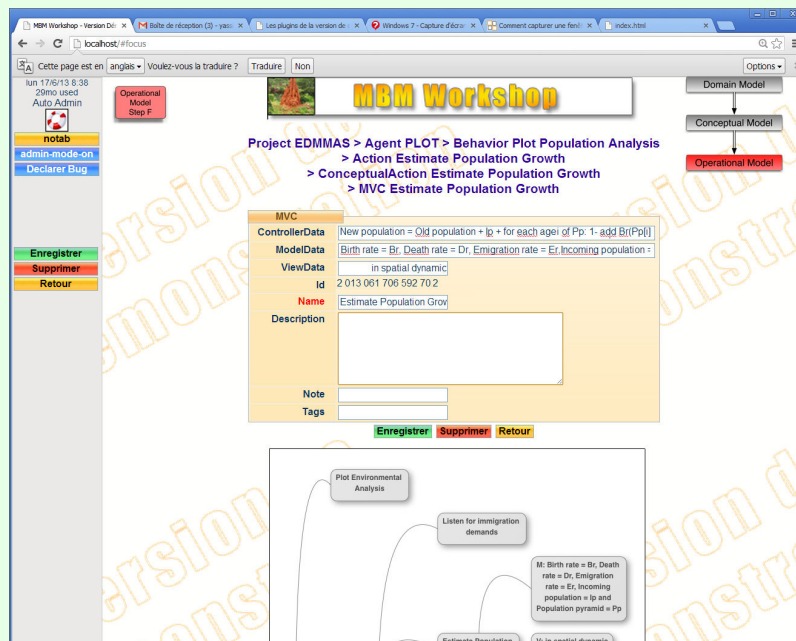 MBM Workshop - Version Dé
Boîte de réception (3) - yass
Les plugins de la version de
Windows 7 - Capture d'écran
Comment capturer une fenê
index.html
localhost/#focus
Cette page est en anglais Voulez-vous la traduire ? Traduire Non Options
lun 17/6/13 8:38
29mo used
Auto Admin
notab
admin-mode-on
Declarer Bug
Enregistrer
Supprimer
Retour
Operational
Model
Step F
MBM Workshop
Domain Model
Conceptual Model
Operational Model
Project EDMMAS > Agent PLOT > Behavior Plot Population Analysis
> Action Estimate Population Growth
> ConceptualAction Estimate Population Growth
> MVC Estimate Population Growth
MVC
ControllerData New population = Old population + Ip + for each agei of Pp: 1- add Br(Pp[i]
ModelData Birth rate = Br, Death rate = Dr, Emigration rate = Er,Incoming population =
ViewData in spatial dynamic
Id 2 013 061 706 592 70 2
Name Estimate Population Grov
Description
Note
Tags
Enregistrer Supprimer Retour
Plot Environmental
Analysis
Listen for immigration
demands
M: Birth rate = Br, Death
rate = Dr, Emigration
rate = Er, Incoming
population = Ip and
Population pyramid = Pp
Estimate Population
V: in spatial dynamic